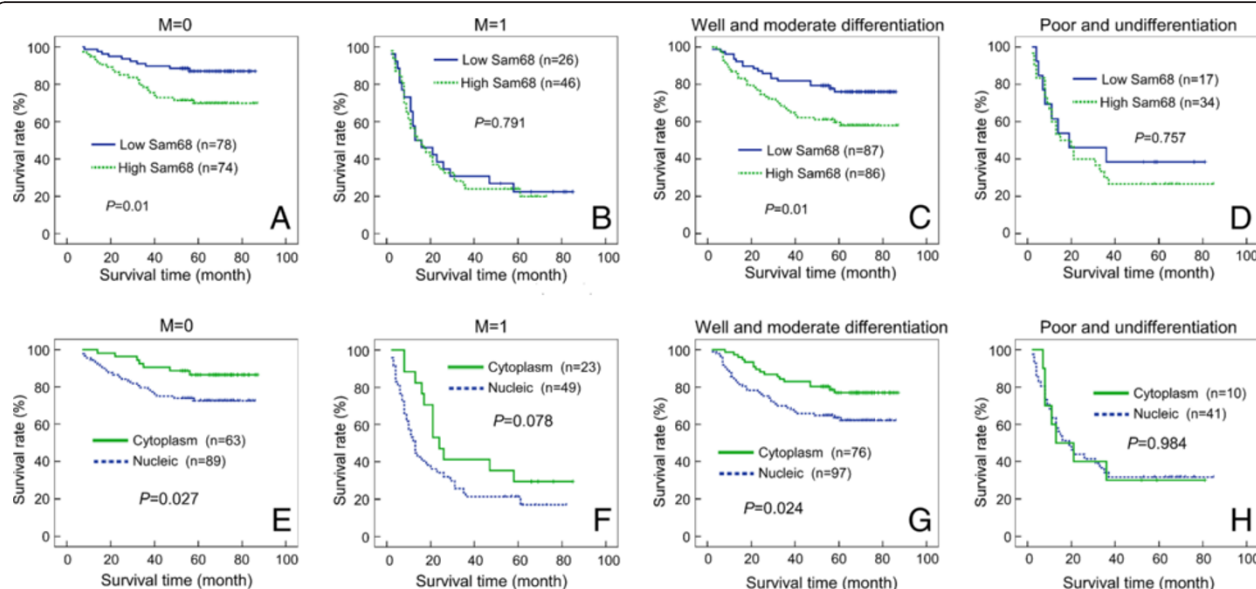 M=0
100
80
60
40
20
0
Survival rate (%)
Low Sam68 (n=78)
High Sam68 (n=74)
P=0.01
A
0 20 40 60 80 100
Survival time (month)
M=1
100
80
60
40
20
0
Survival rate (%)
Low Sam68 (n=26)
High Sam68 (n=46)
P=0.791
B
0 20 40 60 80 100
Survival time (month)
Well and moderate differentiation
100
80
60
40
20
0
Survival rate (%)
Low Sam68 (n=87)
High Sam68 (n=86)
P=0.01
C
0 20 40 60 80 100
Survival time (month)
Poor and undifferentiation
100
80
60
40
20
0
Survival rate (%)
Low Sam68 (n=17)
High Sam68 (n=34)
P=0.757
D
0 20 40 60 80 100
Survival time (month)
M=0
100
80
60
40
20
0
Survival rate (%)
Cytoplasm (n=63)
Nucleic (n=89)
P=0.027
E
0 20 40 60 80 100
Survival time (month)
M=1
100
80
60
40
20
0
Survival rate (%)
Cytoplasm (n=23)
Nucleic (n=49)
P=0.078
F
0 20 40 60 80 100
Survival time (month)
Well and moderate differentiation
100
80
60
40
20
0
Survival rate (%)
Cytoplasm (n=76)
Nucleic (n=97)
P=0.024
G
0 20 40 60 80 100
Survival time (month)
Poor and undifferentiation
100
80
60
40
20
0
Survival rate (%)
Cytoplasm (n=10)
Nucleic (n=41)
P=0.984
H
0 20 40 60 80 100
Survival time (month)